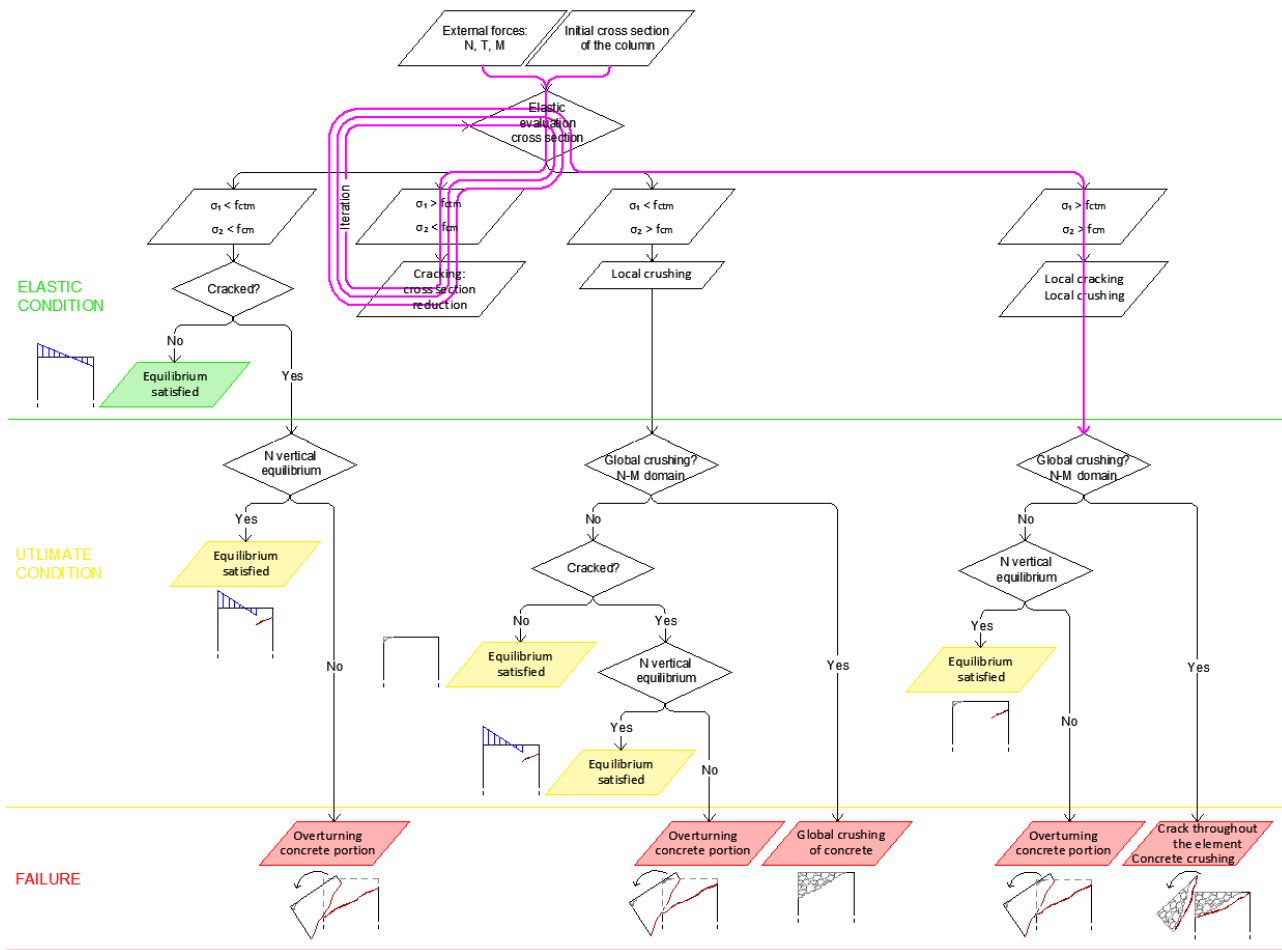 External forces:
N, T, M
Initial cross section
of the column
Elastic
evaluation
cross section
Iteration
σ₁ < fctm
σ₂ < fcm
σ₁ > fctm
σ₂ < fcm
σ₁ < fctm
σ₂ > fcm
σ₁ > fctm
σ₂ > fcm
Cracked?
Cracking:
cross section
reduction
Local crushing
Local cracking
Local crushing
ELASTIC
CONDITION
No
Yes
Equilibrium
satisfied
N vertical
equilibrium
Global crushing?
N-M domain
Global crushing?
N-M domain
Yes
No
No
UTLIMATE
CONDITION
Equilibrium
satisfied
Cracked?
N vertical
equilibrium
No
Yes
Yes
Equilibrium
satisfied
N vertical
equilibrium
Equilibrium
satisfied
No
Yes
Yes
Yes
No
No
Equilibrium
satisfied
Overturning
concrete portion
Overturning
concrete portion
Global crushing
of concrete
Overturning
concrete portion
Crack throughout
the element
Concrete crushing
FAILURE